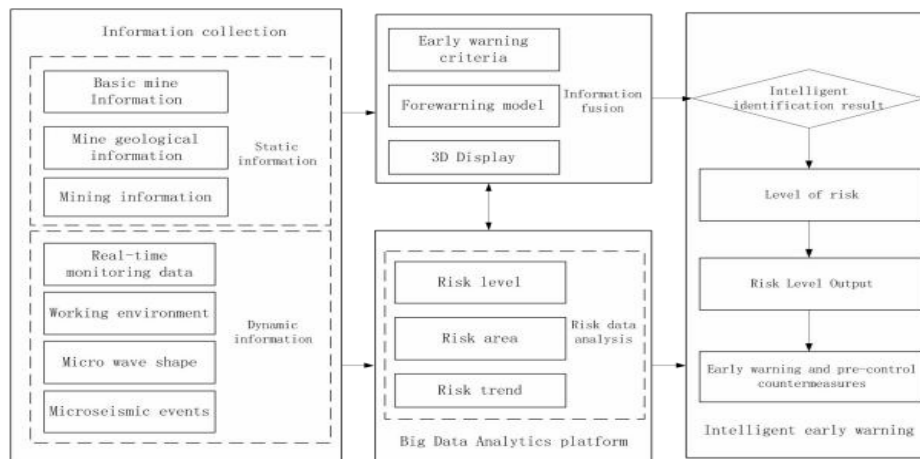 Information collection
Basic mine
Information
Mine geological
information
Mining information
Static
information
Real-time
monitoring data
Working environment
Micro wave shape
Microseismic events
Dynamic
information
Early warning
criteria
Forewarning model
3D Display
Information
fusion
Risk level
Risk area
Risk trend
Risk data
analysis
Big Data Analytics platform
Intelligent
identification result
Level of risk
Risk Level Output
Early warning and pre-control
countermeasures
Intelligent early warning